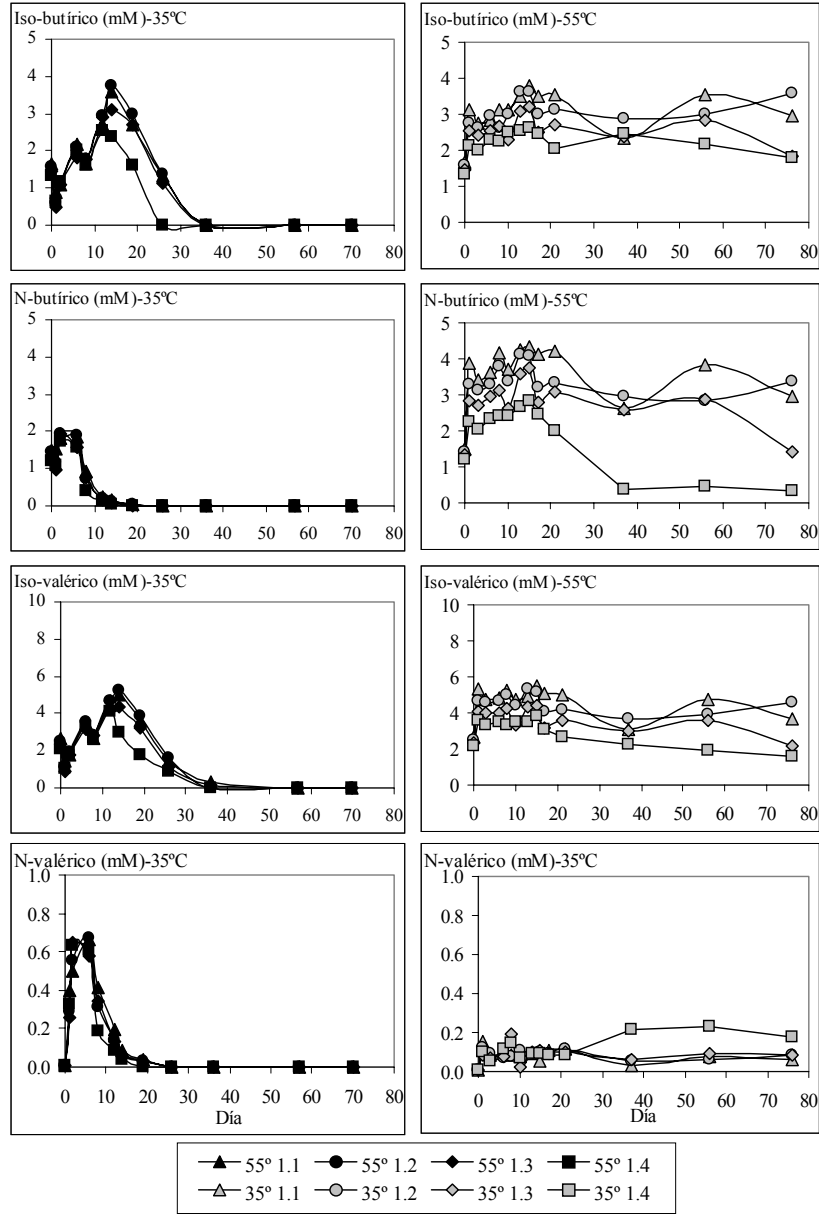 Iso-butírico (mM)-35ºC
5
4
3
2
1
0
0 10 20 30 40 50 60 70 80
Iso-butírico (mM)-55ºC
5
4
3
2
1
0
0 10 20 30 40 50 60 70 80
N-butírico (mM)-35ºC
5
4
3
2
1
0
0 10 20 30 40 50 60 70 80
N-butírico (mM)-55ºC
5
4
3
2
1
0
0 10 20 30 40 50 60 70 80
Iso-valérico (mM)-35ºC
10
8
6
4
2
0
0 10 20 30 40 50 60 70 80
Iso-valérico (mM)-55ºC
10
8
6
4
2
0
0 10 20 30 40 50 60 70 80
N-valérico (mM)-35ºC
1.0
0.8
0.6
0.4
0.2
0.0
0 10 20 30 40 50 60 70 80
Día
N-valérico (mM)-35ºC
1.0
0.8
0.6
0.4
0.2
0.0
0 10 20 30 40 50 60 70 80
Día
55º 1.1 55º 1.2 55º 1.3 55º 1.4
35º 1.1 35º 1.2 35º 1.3 35º 1.4